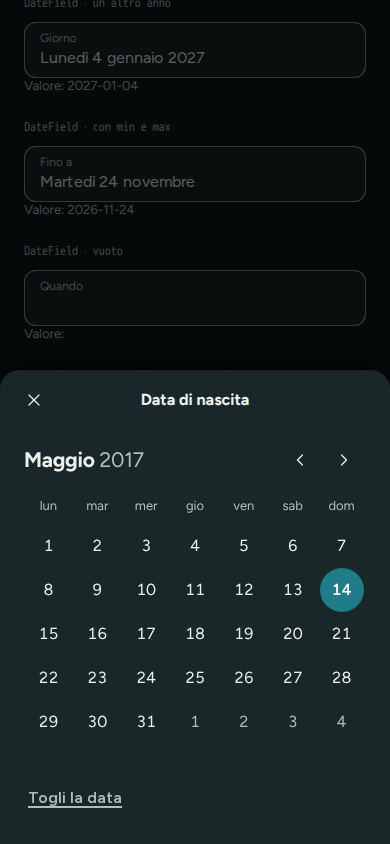 DateField · un altro anno
Giorno
Lunedì 4 gennaio 2027
Valore: 2027-01-04
DateField · con min e max
Fino a
Martedì 24 novembre
Valore: 2026-11-24
DateField · vuoto
Quando
Valore:
Data di nascita
Maggio 2017
lun mar mer gio ven sab dom
1 2 3 4 5 6 7
8 9 10 11 12 13 14
15 16 17 18 19 20 21
22 23 24 25 26 27 28
29 30 31 1 2 3 4
Togli la data